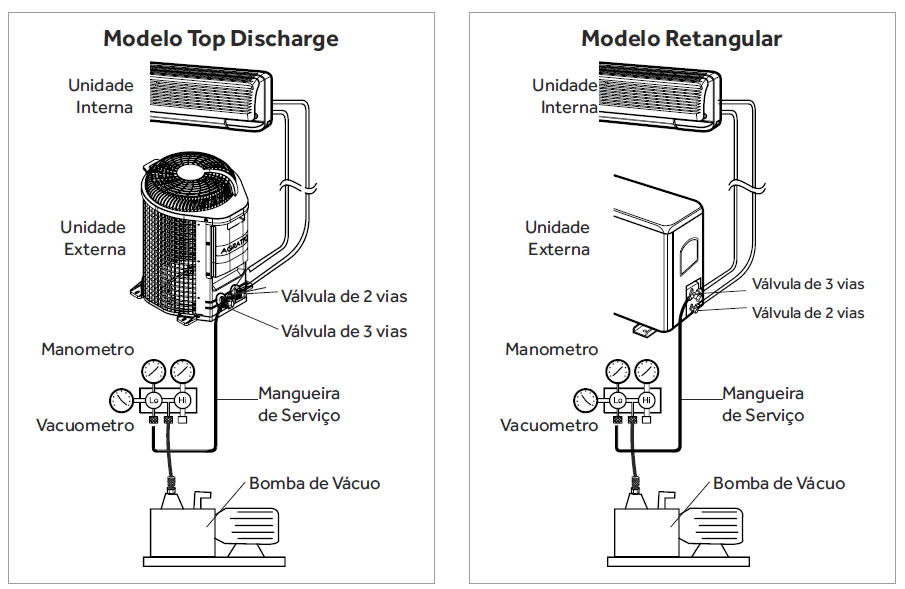 Modelo Top Discharge
Unidade
Interna
Unidade
Externa
Válvula de 2 vias
Válvula de 3 vias
Manometro
Lo
Hi
Mangueira
de Serviço
Vacuometro
Bomba de Vácuo
Modelo Retangular
Unidade
Interna
Unidade
Externa
Válvula de 3 vias
Válvula de 2 vias
Manometro
Lo
Hi
Mangueira
de Serviço
Vacuometro
Bomba de Vácuo